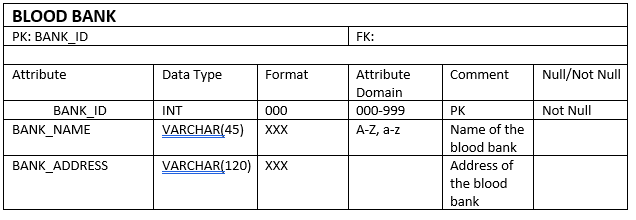 BLOOD BANK
PK: BANK_ID FK:
Attribute Data Type Format Attribute Domain Comment Null/Not Null
BANK_ID INT 000 000-999 PK Not Null
BANK_NAME VARCHAR(45) XXX A-Z, a-z Name of the blood bank
BANK_ADDRESS VARCHAR(120) XXX Address of the blood bank